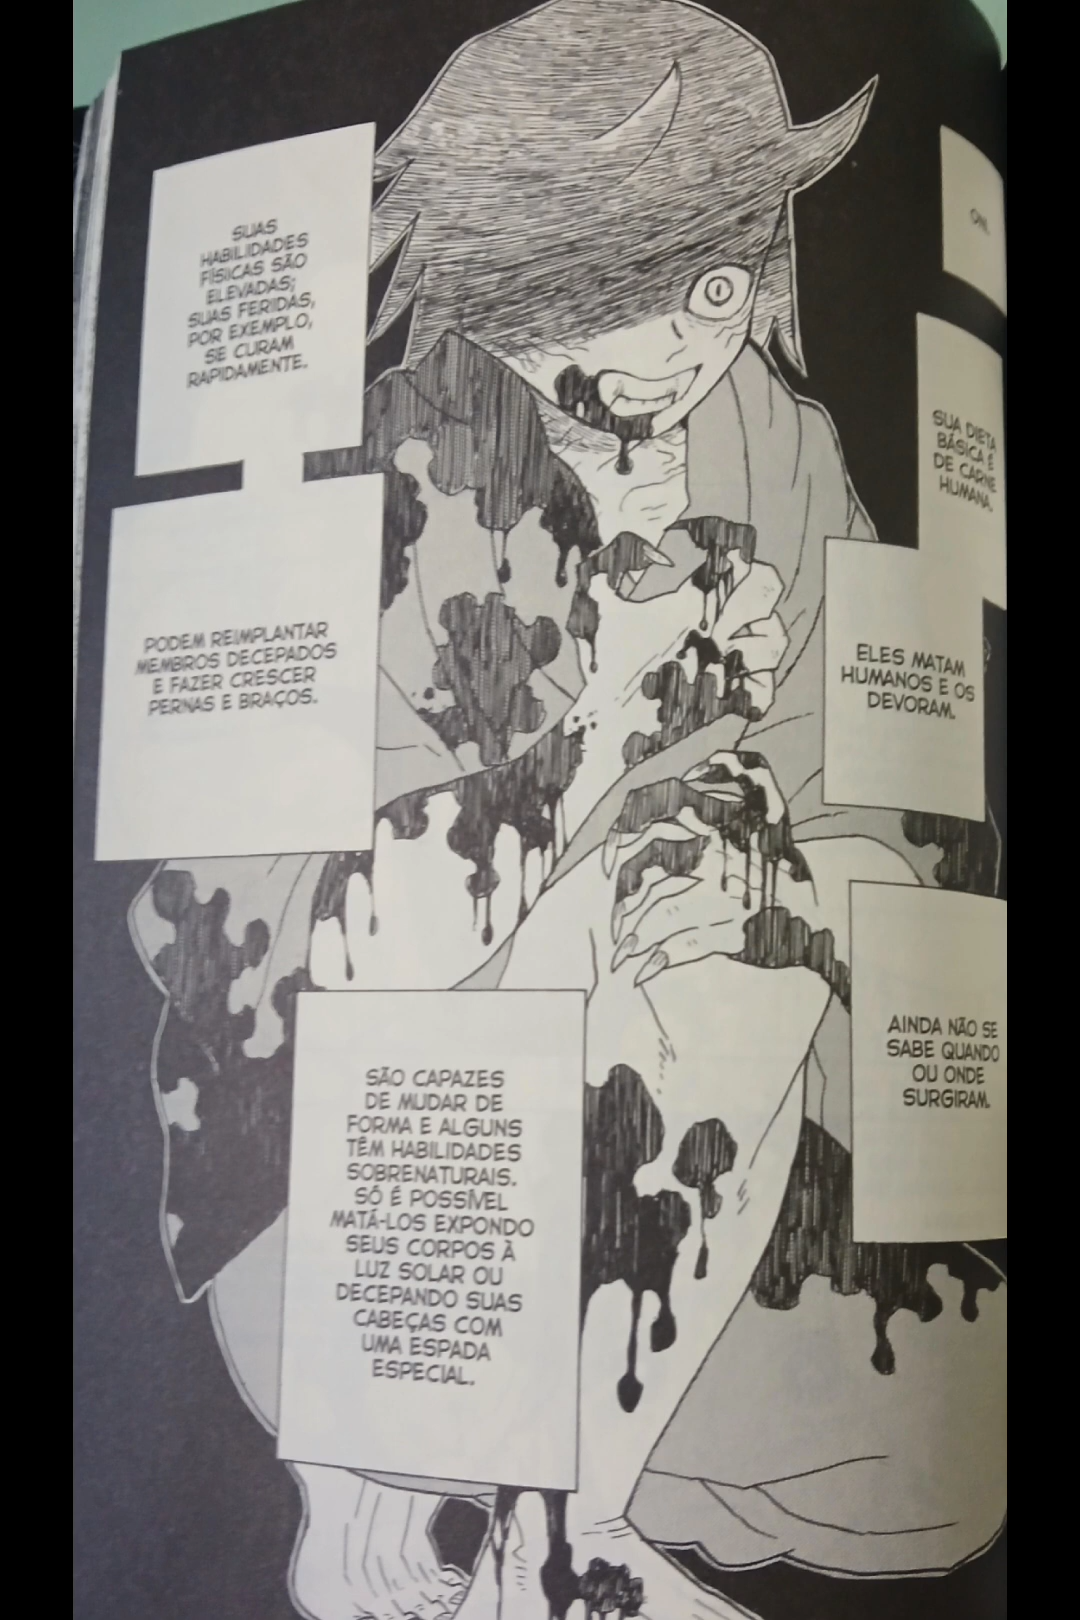 ONI.
SUA DIETA
BÁSICA É
DE CARNE
HUMANA.
ELES MATAM
HUMANOS E OS
DEVORAM.
AINDA NÃO SE
SABE QUANDO
OU ONDE
SURGIRAM.
SUAS
HABILIDADES
FÍSICAS SÃO
ELEVADAS;
SUAS FERIDAS,
POR EXEMPLO,
SE CURAM
RAPIDAMENTE.
PODEM REIMPLANTAR
MEMBROS DECEPADOS
E FAZER CRESCER
PERNAS E BRAÇOS.
SÃO CAPAZES
DE MUDAR DE
FORMA E ALGUNS
TÊM HABILIDADES
SOBRENATURAIS.
SÓ É POSSÍVEL
MATÁ-LOS EXPONDO
SEUS CORPOS À
LUZ SOLAR OU
DECEPANDO SUAS
CABEÇAS COM
UMA ESPADA
ESPECIAL.